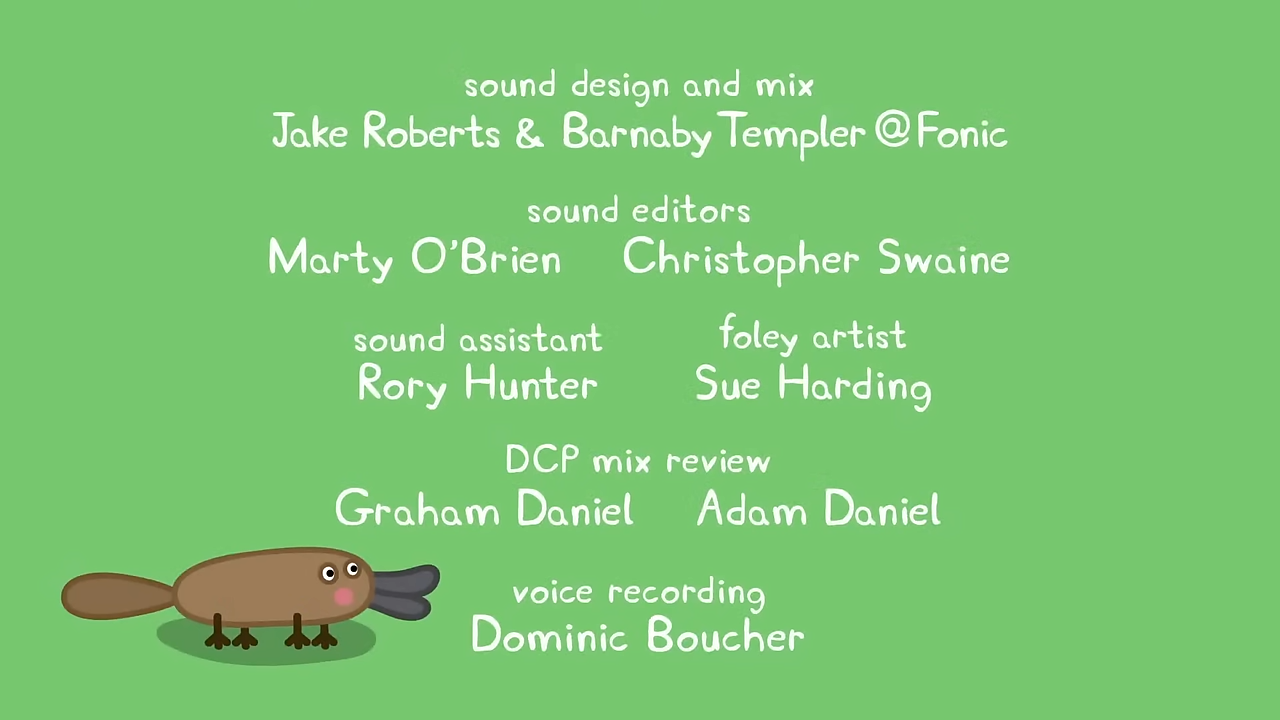 sound design and mix
Jake Roberts & Barnaby Templer @Fonic
sound editors
Marty O'Brien Christopher Swaine
sound assistant foley artist
Rory Hunter Sue Harding
DCP mix review
Graham Daniel Adam Daniel
voice recording
Dominic Boucher